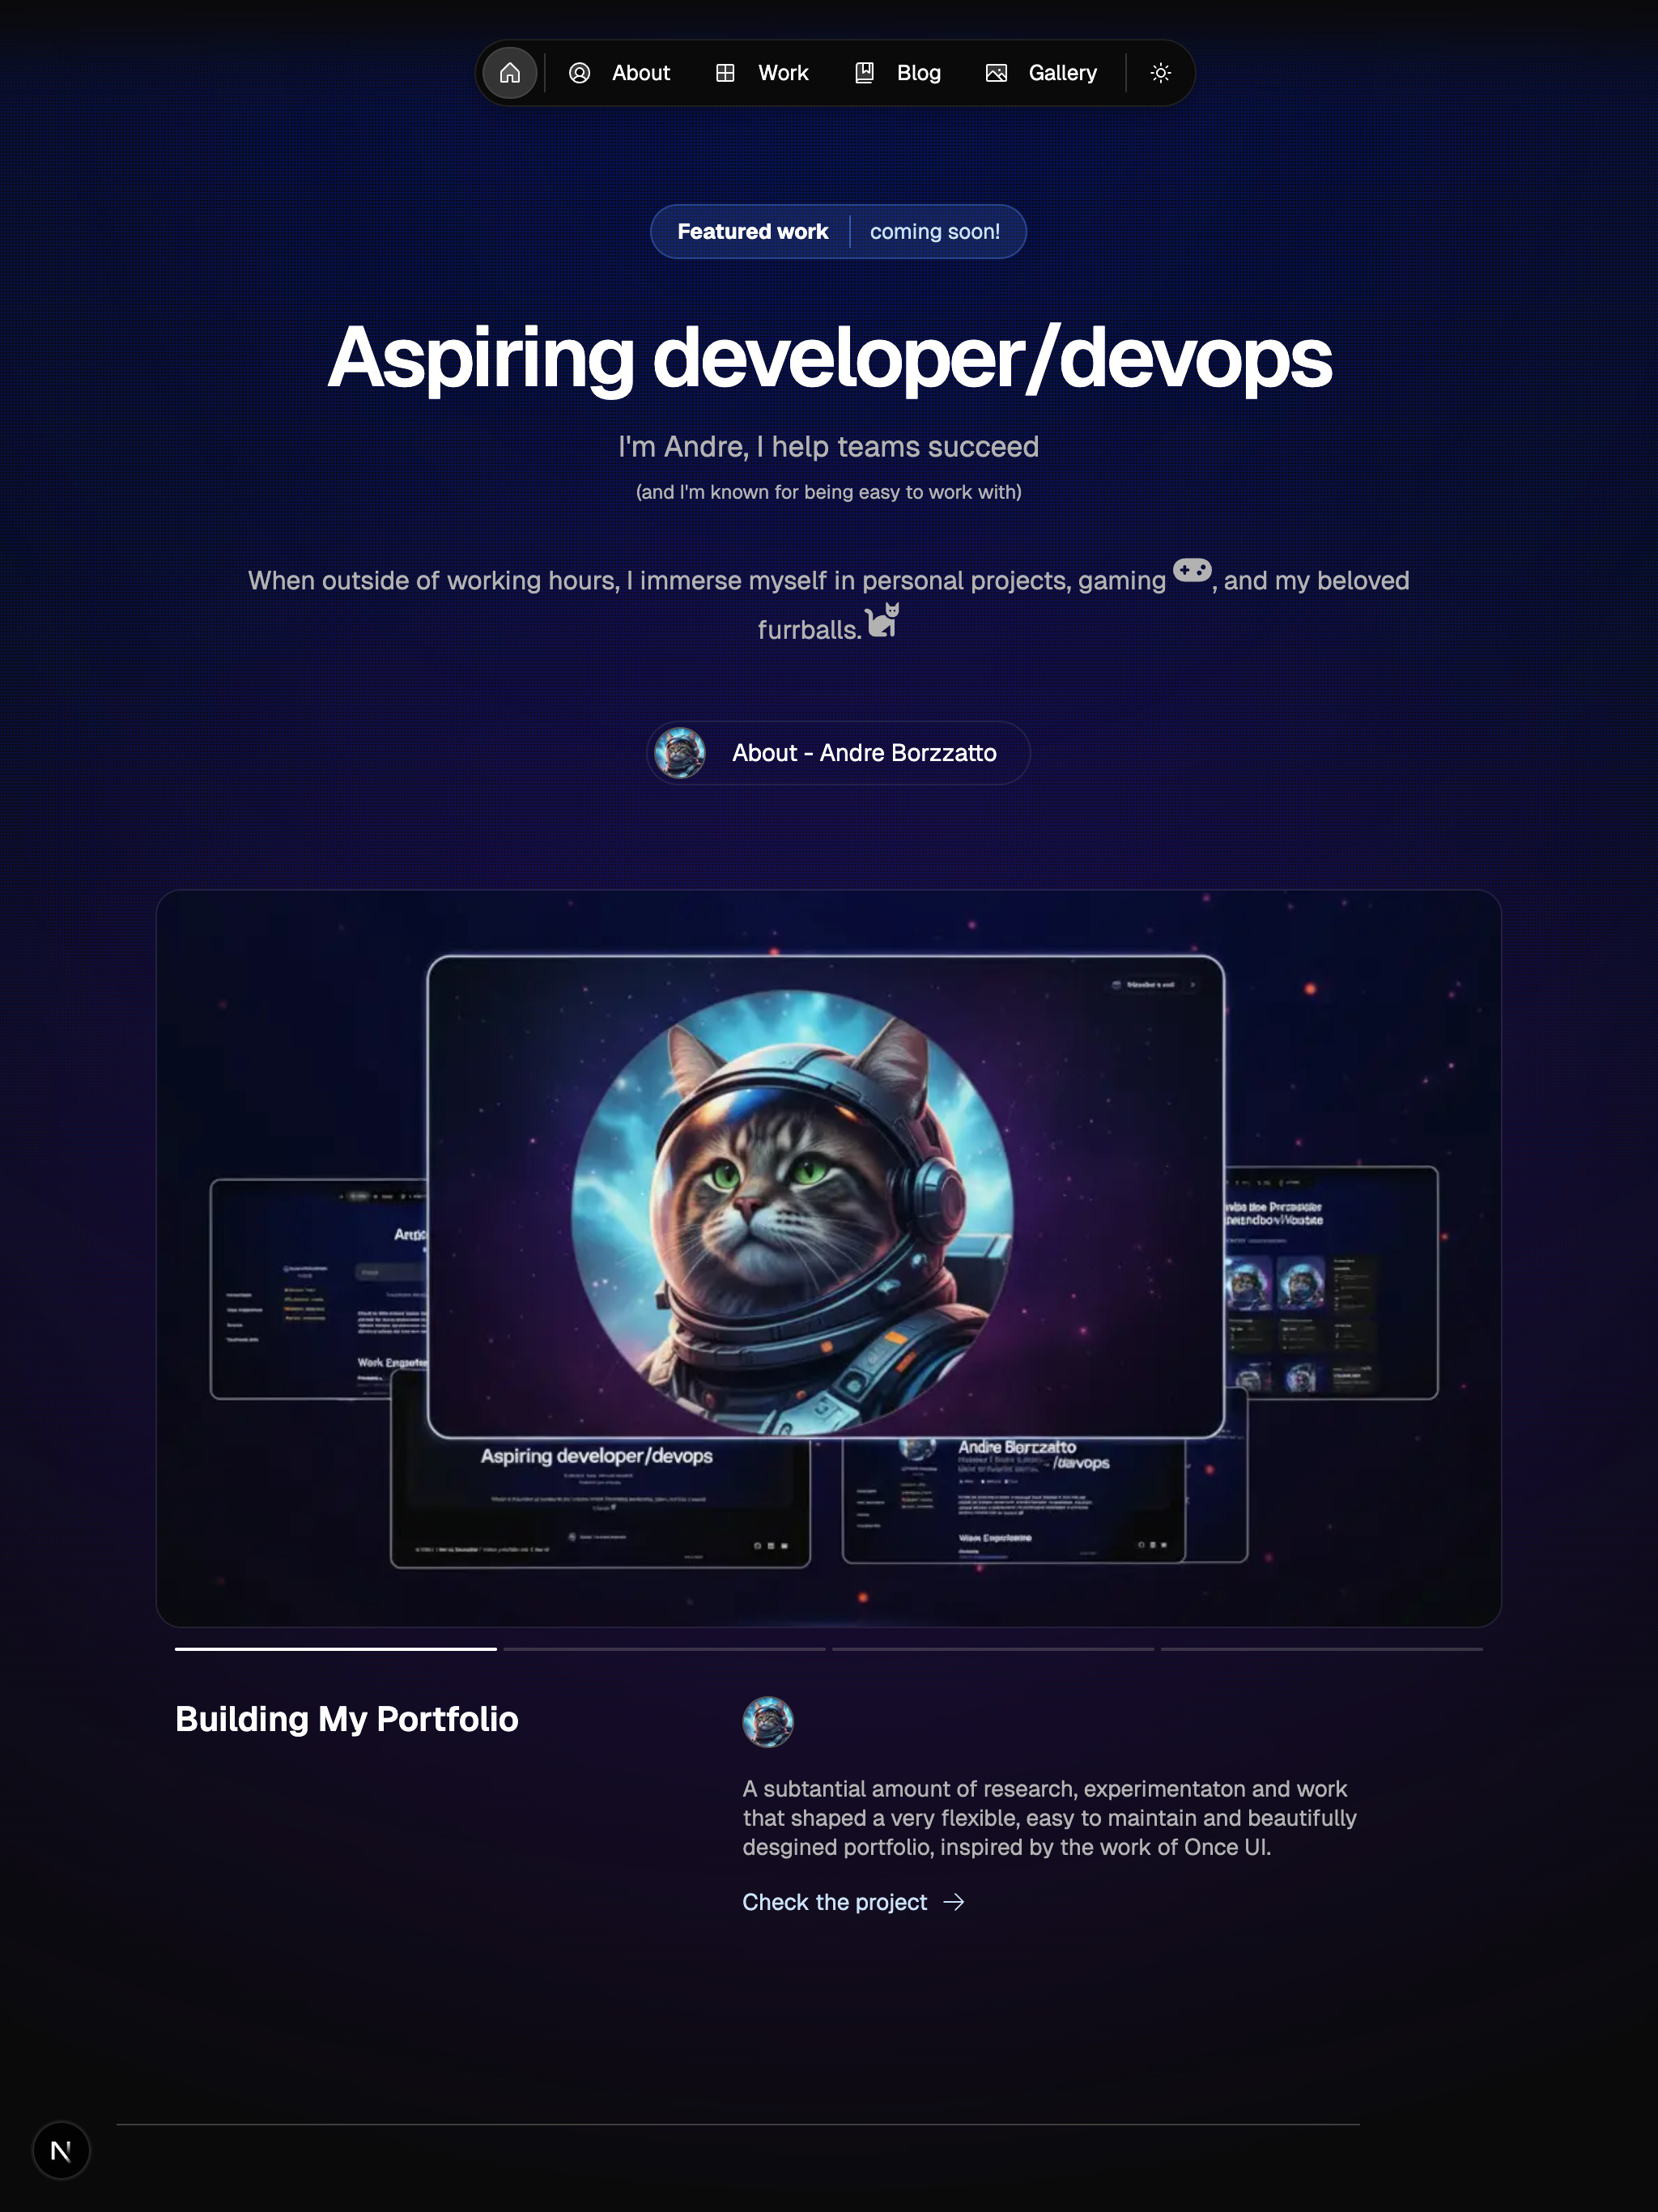 About
Work
Blog
Gallery
Featured work
coming soon!
Aspiring developer/devops
I'm Andre, I help teams succeed
(and I'm known for being easy to work with)
When outside of working hours, I immerse myself in personal projects, gaming , and my beloved
furrballs.
About - Andre Borzzatto
Aspiring developer/devops
Andre
/devops
Building My Portfolio
A subtantial amount of research, experimentaton and work
that shaped a very flexible, easy to maintain and beautifully
desgined portfolio, inspired by the work of Once UI.
Check the project
N